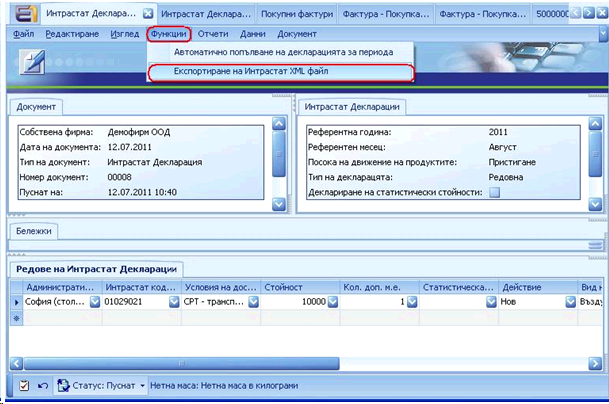 Интрастат Деклара...
Интрастат Деклара...
Покупни фактури
Фактура - Покупка...
Фактура - Покупка...
5000000
Файл Редактиране Изглед Функции Отчети Данни Документ
Автоматично попълване на декларацията за периода
Експортиране на Интрастат XML файл
Документ
Собствена фирма: Демофирм ООД
Дата на документа: 12.07.2011
Тип на документ: Интрастат Декларация
Номер документ: 00008
Пуснат на: 12.07.2011 10:40
Интрастат Декларации
Референтна година: 2011
Референтен месец: Август
Посока на движение на продуктите: Пристигане
Тип на декларацята: Редовна
Деклариране на статистически стойности:
Бележки
Редове на Интрастат Декларации
Администрати... Интрастат код... Условия на дос... Стойност Кол. доп. м.е. Статистическа... Действие Вид н
София (стол... 01029021 CPT - трансп... 10000 1 Нов Възду
Статус: Пуснат Нетна маса: Нетна маса в килограми